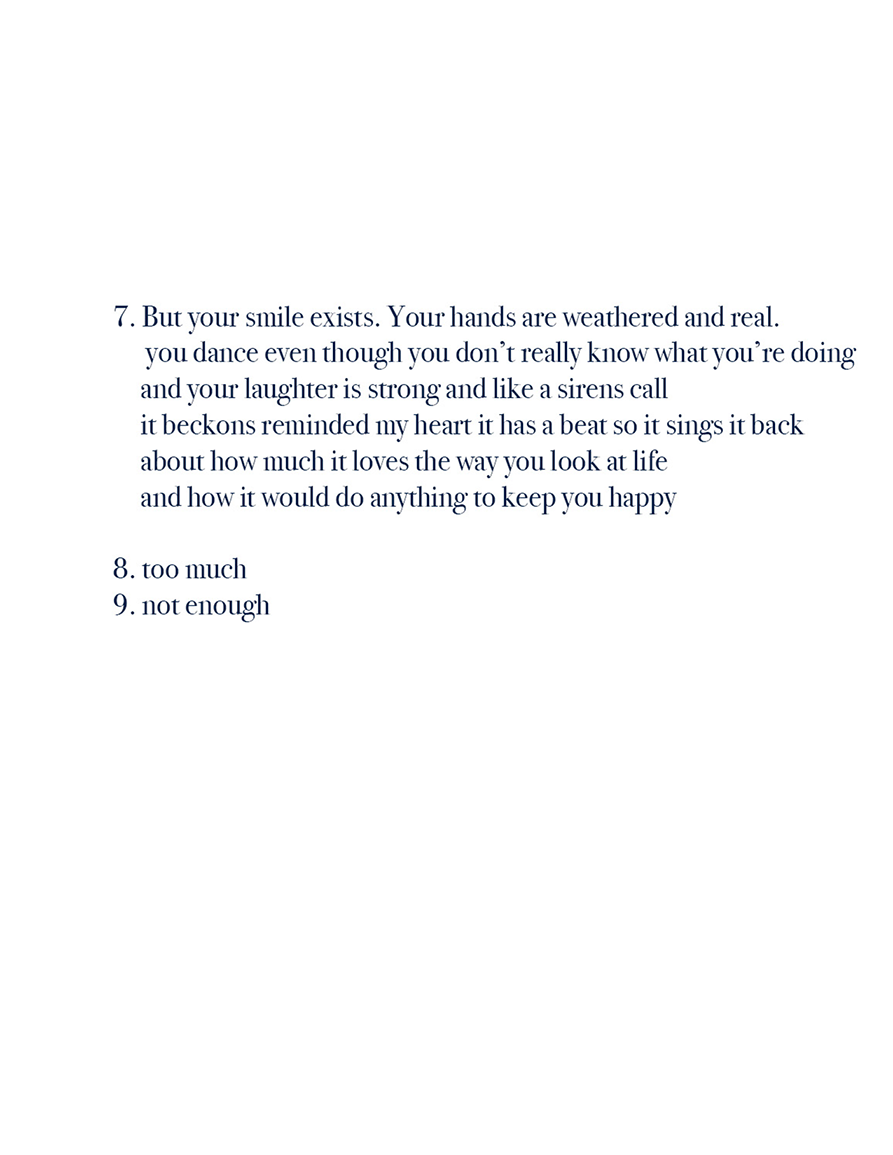 7. But your smile exists. Your hands are weathered and real.
you dance even though you don’t really know what you’re doing
and your laughter is strong and like a sirens call
it beckons reminded my heart it has a beat so it sings it back
about how much it loves the way you look at life
and how it would do anything to keep you happy
8. too much
9. not enough